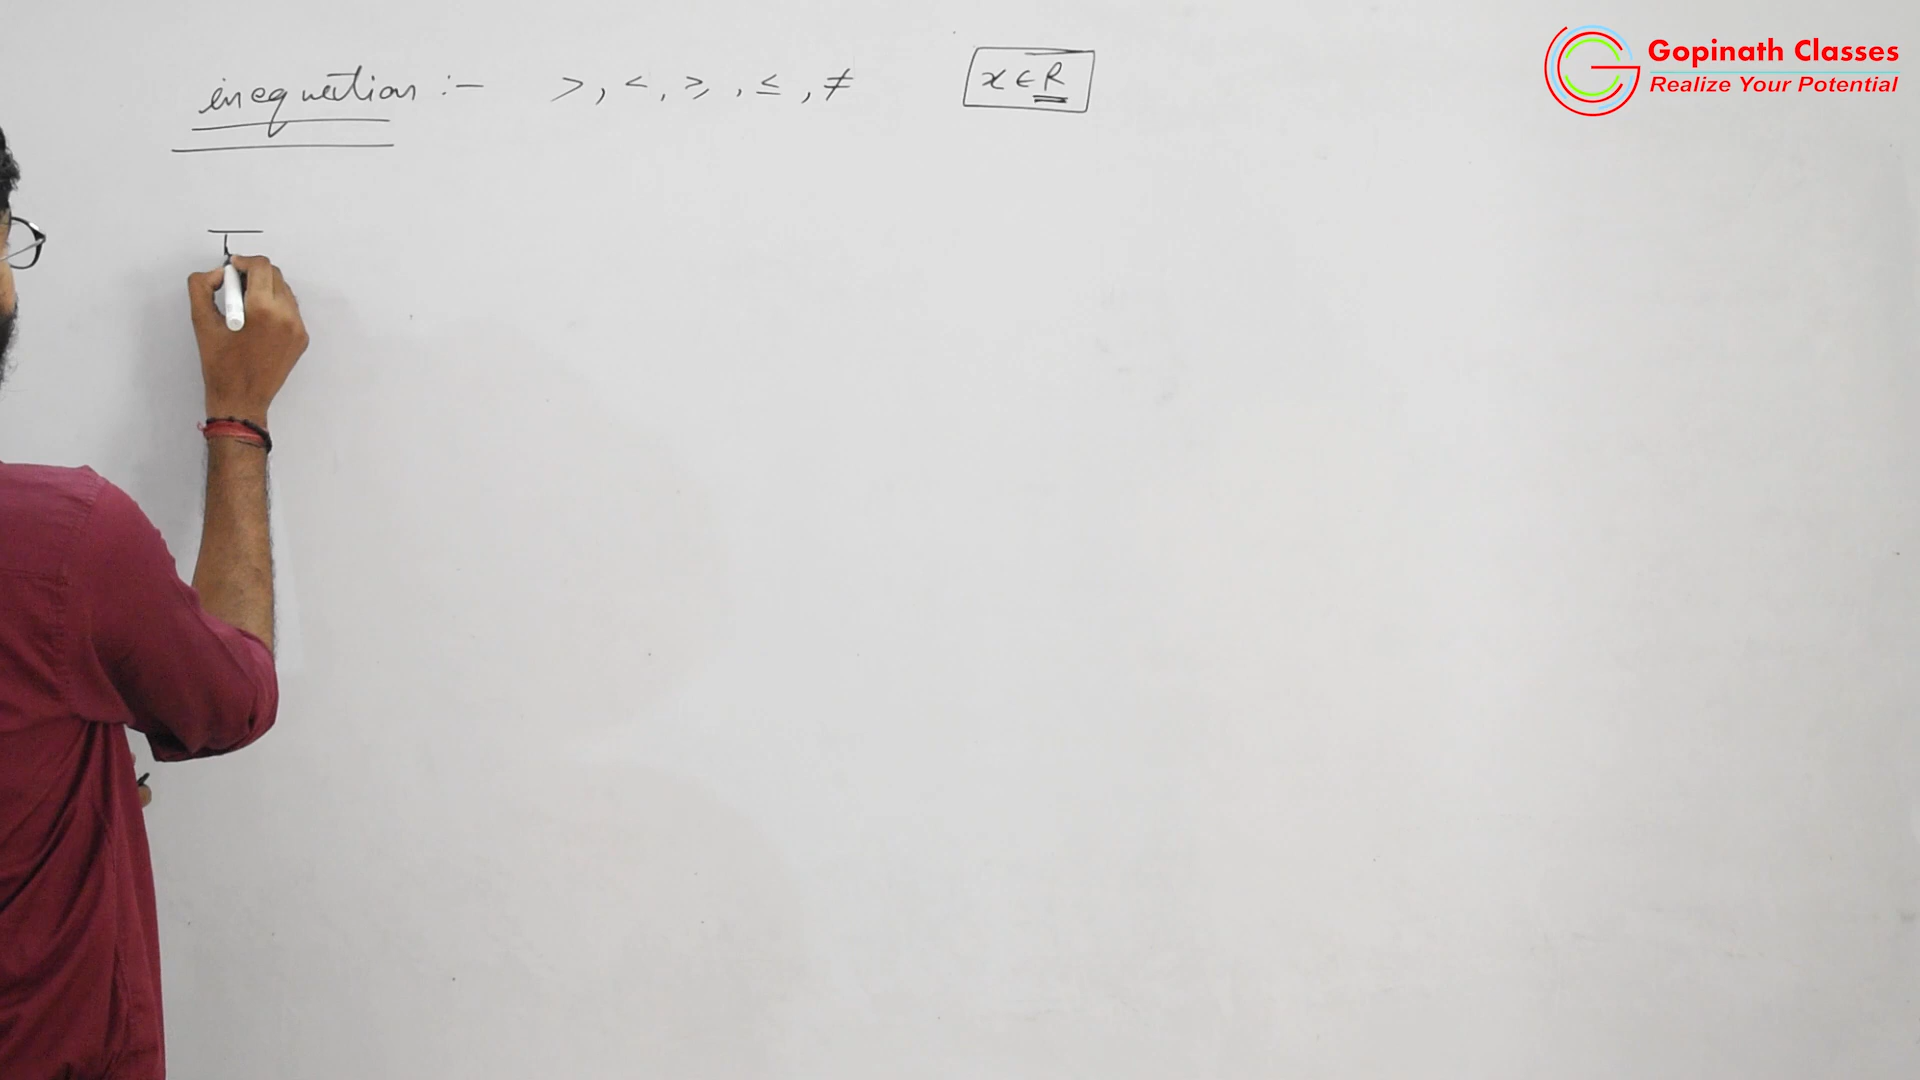 inequation :- >, <, ≥, ≤, ≠ x ∈ R
Gopinath Classes
Realize Your Potential